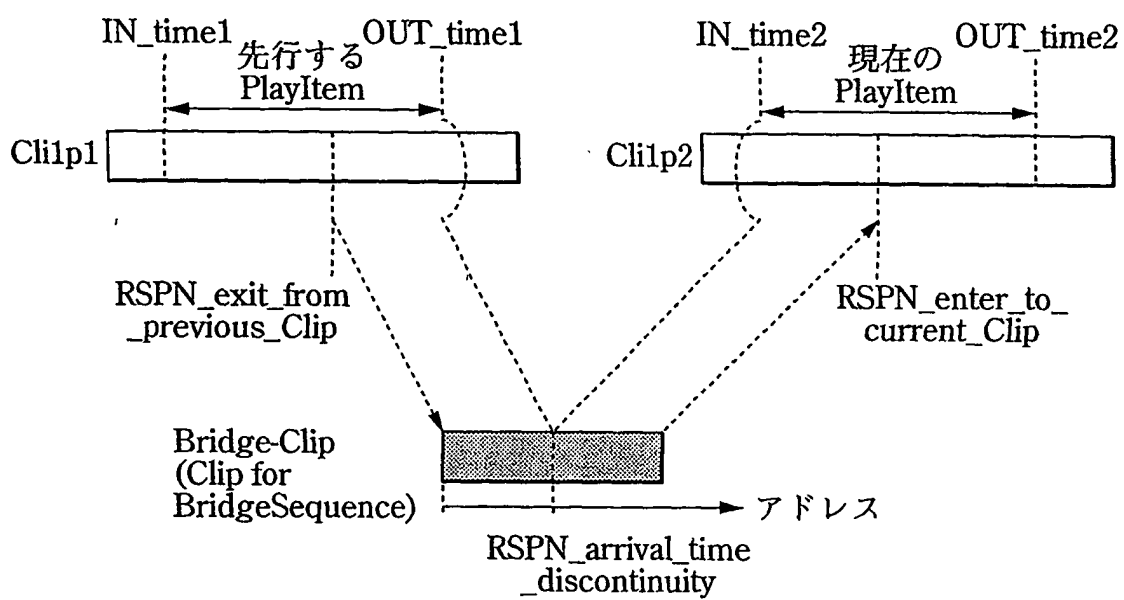 IN_time1
先行する
PlayItem
OUT_time1
IN_time2
現在の
PlayItem
OUT_time2
Cli1p1
Cli1p2
RSPN_exit_from
_previous_Clip
RSPN_enter_to_
current_Clip
Bridge-Clip
(Clip for
BridgeSequence)
アドレス
RSPN_arrival_time
_discontinuity